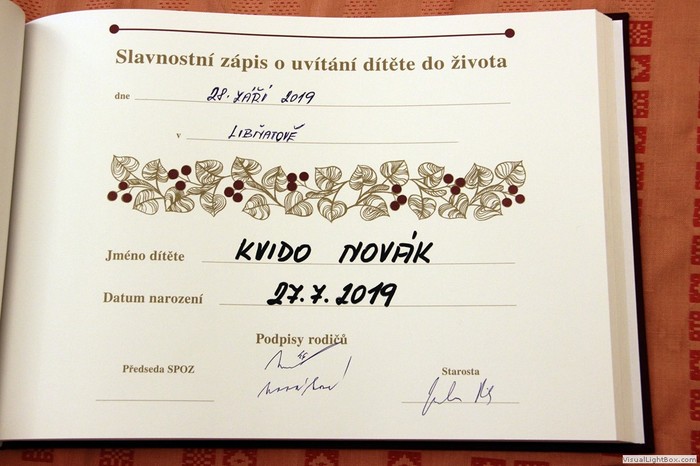 Slavnostní zápis o uvítání dítěte do života
dne 28. ZÁŘÍ 2019
v LIBŇATOVĚ
Jméno dítěte KVIDO NOVÁK
Datum narození 27.7.2019
Podpisy rodičů
Předseda SPOZ
Starosta
VisualLightBox.com